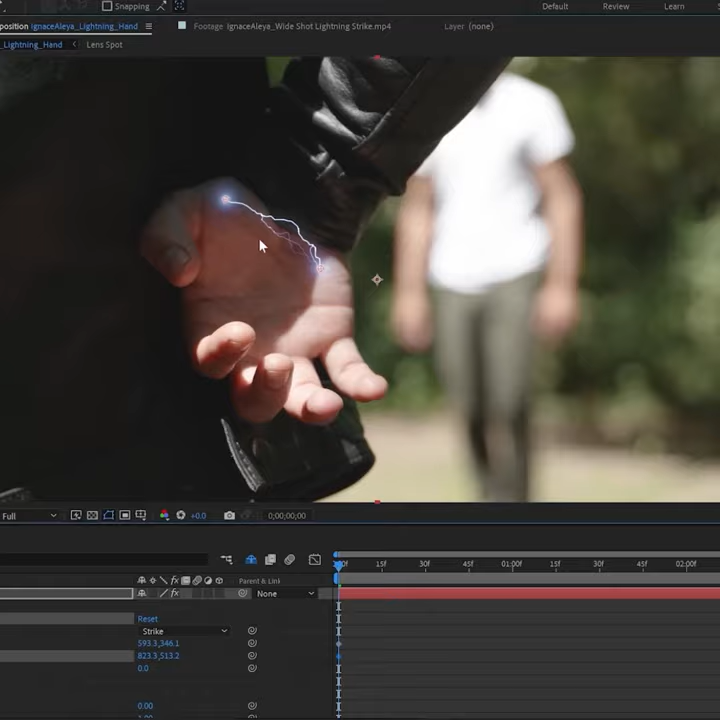 Snapping
Default Review Learn
position IgnaceAleya_Lightning_Hand Footage IgnaceAleya_Wide Shot Lightning Strike.mp4 Layer (none)
_Lightning_Hand Lens Spot
Full +0.0 0;00;00;00
Parent & Link
15f 30f 45f 01:00f 15f 30f 45f 02:00f
fx
fx None
Reset
Strike
593.3,346.1
823.3,513.2
0.0
0.00